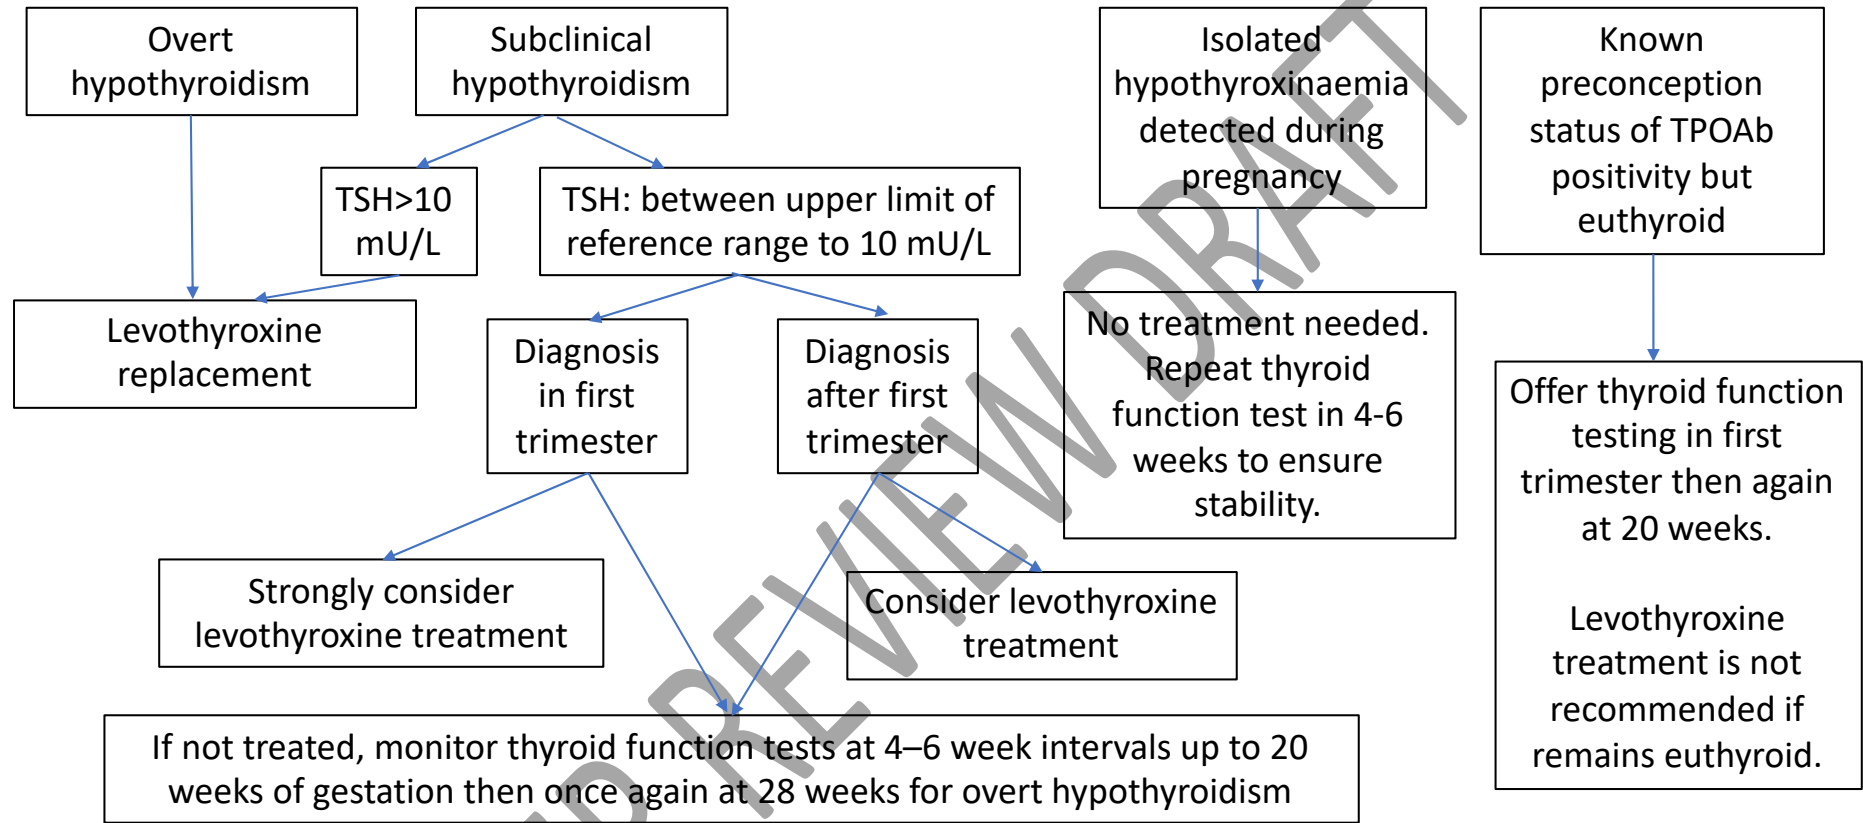 Overt
hypothyroidism
Subclinical
hypothyroidism
Isolated
hypothyroxinaemia
detected during
pregnancy
Known
preconception
status of TPOAb
positivity but
euthyroid
TSH>10
mU/L
TSH: between upper limit of
reference range to 10 mU/L
Levothyroxine
replacement
Diagnosis
in first
trimester
Diagnosis
after first
trimester
No treatment needed.
Repeat thyroid
function test in 4-6
weeks to ensure
stability.
Offer thyroid function
testing in first
trimester then again
at 20 weeks.
Levothyroxine
treatment is not
recommended if
remains euthyroid.
Strongly consider
levothyroxine treatment
Consider levothyroxine
treatment
If not treated, monitor thyroid function tests at 4–6 week intervals up to 20
weeks of gestation then once again at 28 weeks for overt hypothyroidism
REVIEW DRAFT